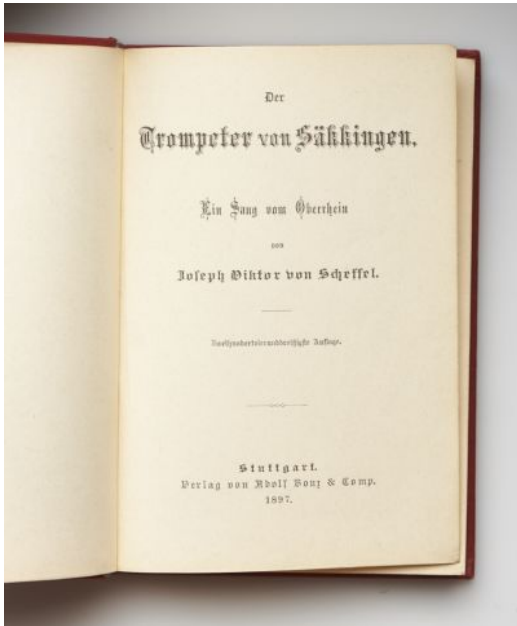 Der
Trompeter von Säkkingen.
Ein Sang vom Oberrhein
von
Joseph Viktor von Scheffel.
Auflage.
Stuttgart.
Verlag von Adolf Bonz & Comp.
1897.